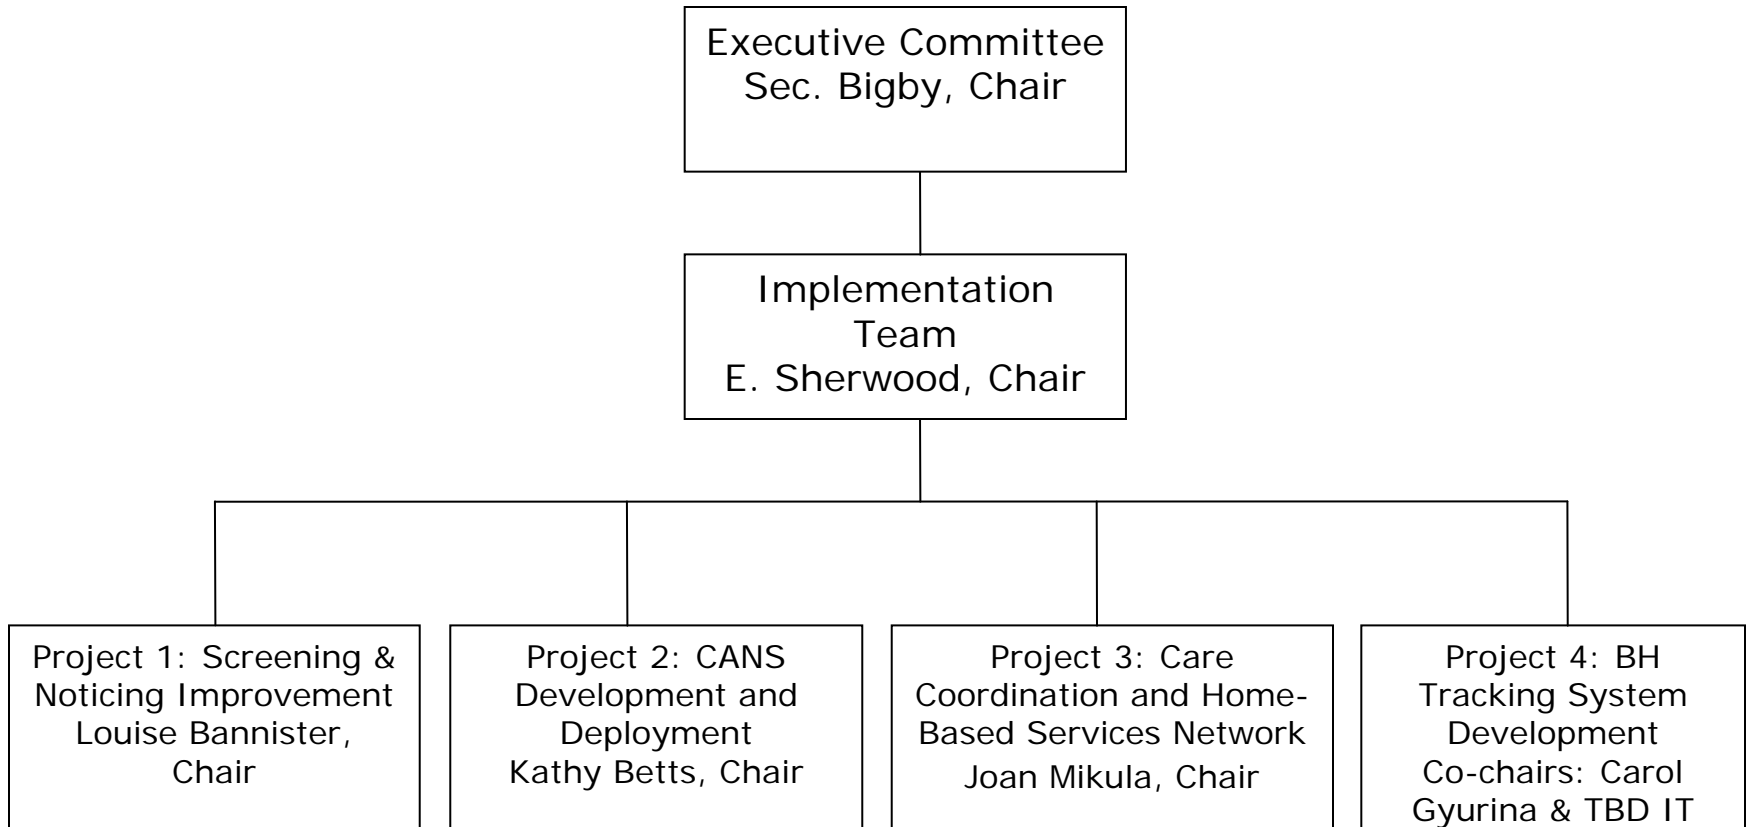 Executive Committee
Sec. Bigby, Chair
Implementation
Team
E. Sherwood, Chair
Project 1: Screening &
Noticing Improvement
Louise Bannister,
Chair
Project 2: CANS
Development and
Deployment
Kathy Betts, Chair
Project 3: Care
Coordination and Home-
Based Services Network
Joan Mikula, Chair
Project 4: BH
Tracking System
Development
Co-chairs: Carol
Gyurina & TBD IT